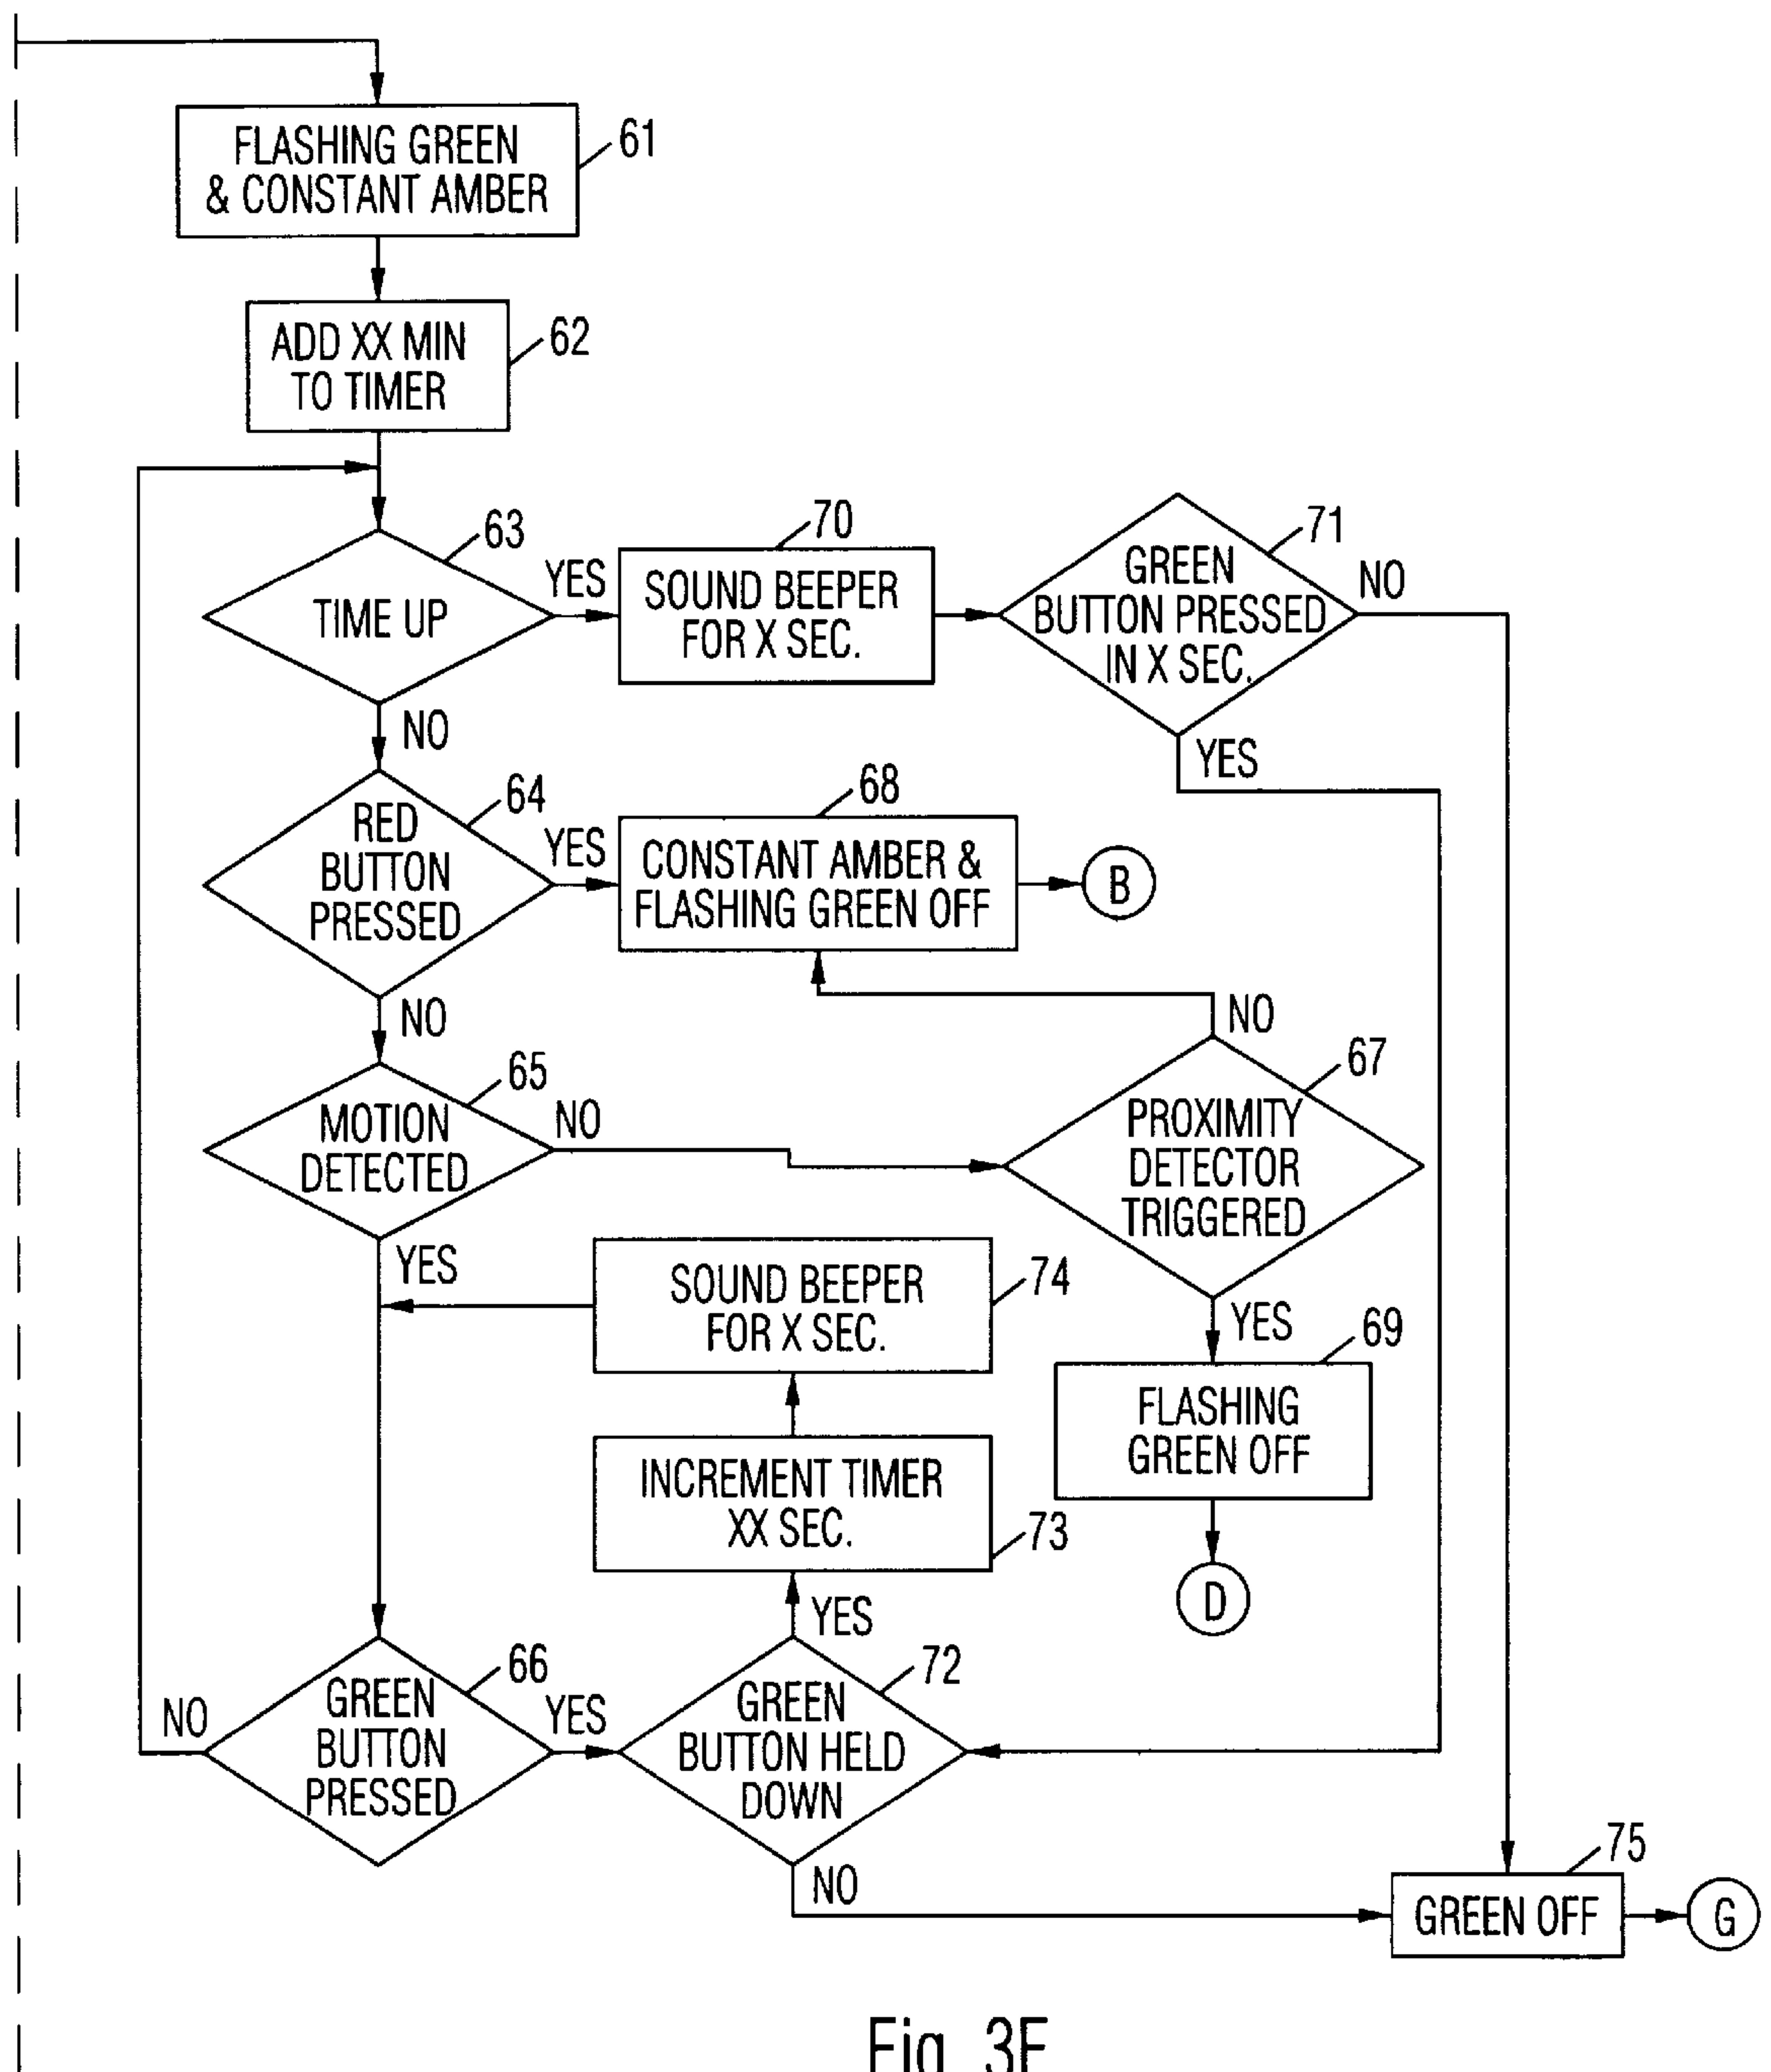 FLASHING GREEN
& CONSTANT AMBER
61
ADD XX MIN
TO TIMER
62
TIME UP
63
YES
NO
SOUND BEEPER
FOR X SEC.
70
GREEN
BUTTON PRESSED
IN X SEC.
71
NO
YES
RED
BUTTON
PRESSED
64
YES
NO
CONSTANT AMBER &
FLASHING GREEN OFF
68
B
MOTION
DETECTED
65
NO
YES
PROXIMITY
DETECTOR
TRIGGERED
67
NO
YES
SOUND BEEPER
FOR X SEC.
74
FLASHING
GREEN OFF
69
D
INCREMENT TIMER
XX SEC.
73
YES
GREEN
BUTTON
PRESSED
66
NO
YES
GREEN
BUTTON HELD
DOWN
72
NO
GREEN OFF
75
G